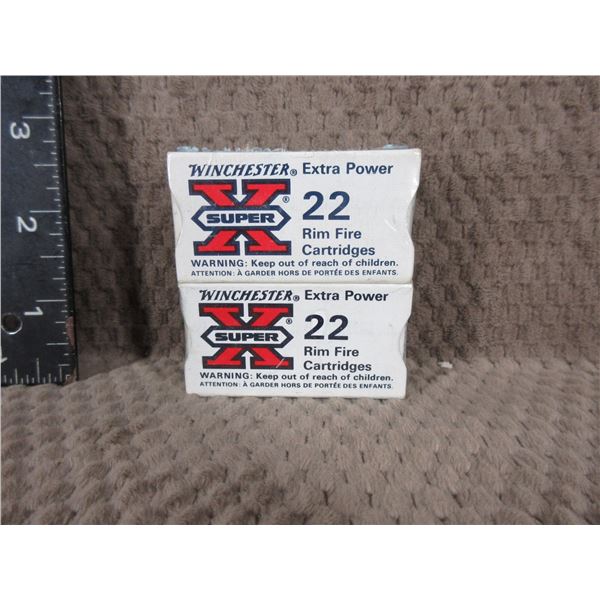 3
2
1
WINCHESTER® Extra Power
X SUPER ® 22
Rim Fire
Cartridges
WARNING: Keep out of reach of children.
ATTENTION: À GARDER HORS DE PORTÉE DES ENFANTS.
WINCHESTER® Extra Power
X SUPER ® 22
Rim Fire
Cartridges
WARNING: Keep out of reach of children.
ATTENTION: À GARDER HORS DE PORTÉE DES ENFANTS.